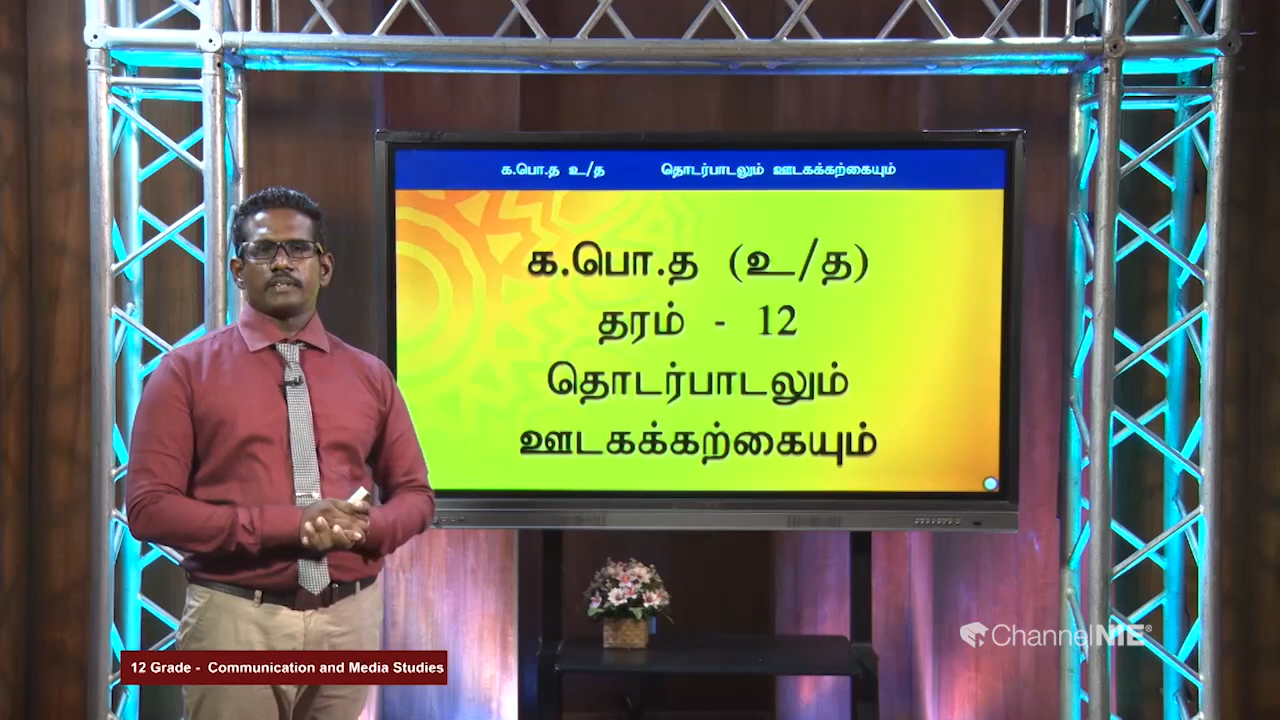 க.பொ.த உ/த தொடர்பாடலும் ஊடகக்கற்கையும்
க.பொ.த (உ/த)
தரம் - 12
தொடர்பாடலும்
ஊடகக்கற்கையும்
ChannelNIE®
12 Grade - Communication and Media Studies